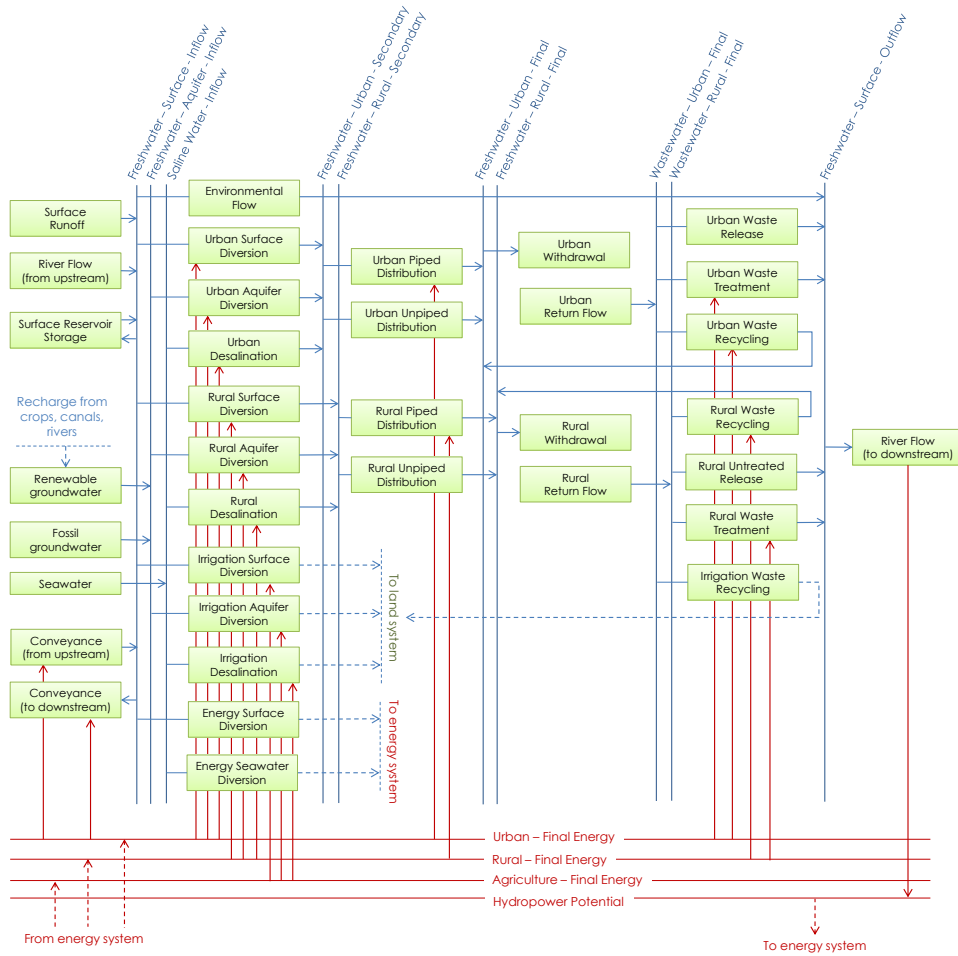 Freshwater – Surface - Inflow
Freshwater – Aquifer - Inflow
Saline Water - Inflow
Freshwater – Urban - Secondary
Freshwater – Rural - Secondary
Freshwater – Urban - Final
Freshwater – Rural - Final
Wastewater – Urban - Final
Wastewater – Rural - Final
Freshwater – Surface - Outflow
Surface
Runoff
River Flow
(from upstream)
Surface Reservoir
Storage
Recharge from
crops, canals,
rivers
Renewable
groundwater
Fossil
groundwater
Seawater
Conveyance
(from upstream)
Conveyance
(to downstream)
Environmental
Flow
Urban Surface
Diversion
Urban Aquifer
Diversion
Urban
Desalination
Rural Surface
Diversion
Rural Aquifer
Diversion
Rural
Desalination
Irrigation Surface
Diversion
Irrigation Aquifer
Diversion
Irrigation
Desalination
Energy Surface
Diversion
Energy Seawater
Diversion
Urban Piped
Distribution
Urban Unpiped
Distribution
Rural Piped
Distribution
Rural Unpiped
Distribution
To land system
To energy system
Urban
Withdrawal
Urban
Return Flow
Rural
Withdrawal
Rural
Return Flow
Urban Waste
Release
Urban Waste
Treatment
Urban Waste
Recycling
Rural Waste
Recycling
Rural Untreated
Release
Rural Waste
Treatment
Irrigation Waste
Recycling
River Flow
(to downstream)
Urban – Final Energy
Rural – Final Energy
Agriculture – Final Energy
Hydropower Potential
From energy system
To energy system